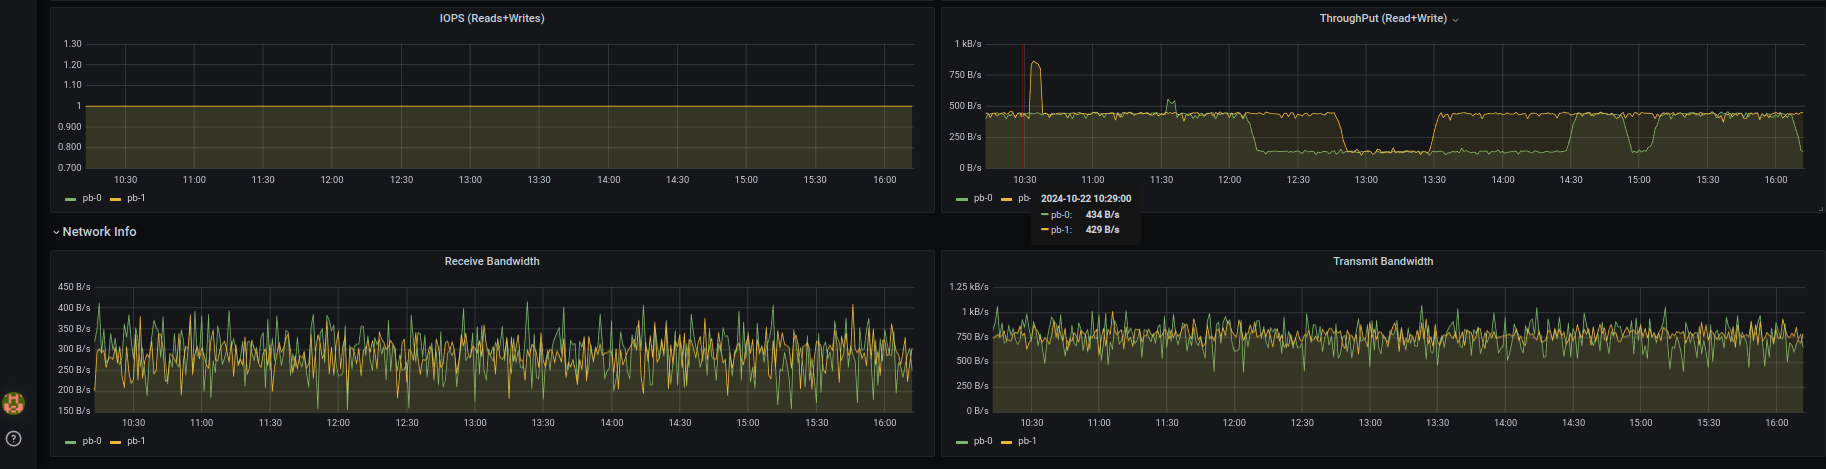 IOPS (Reads+Writes)
1.30
1.20
1.10
1
0.900
0.800
0.700
10:30 11:00 11:30 12:00 12:30 13:00 13:30 14:00 14:30 15:00 15:30 16:00
pb-0 pb-1
ThroughPut (Read+Write)
1 kB/s
750 B/s
500 B/s
250 B/s
0 B/s
10:30 11:00 11:30 12:00 12:30 13:00 13:30 14:00 14:30 15:00 15:30 16:00
pb-0 pb-
2024-10-22 10:29:00
pb-0: 434 B/s
pb-1: 429 B/s
Network Info
Receive Bandwidth
450 B/s
400 B/s
350 B/s
300 B/s
250 B/s
200 B/s
150 B/s
10:30 11:00 11:30 12:00 12:30 13:00 13:30 14:00 14:30 15:00 15:30 16:00
pb-0 pb-1
Transmit Bandwidth
1.25 kB/s
1 kB/s
750 B/s
500 B/s
250 B/s
0 B/s
10:30 11:00 11:30 12:00 12:30 13:00 13:30 14:00 14:30 15:00 15:30 16:00
pb-0 pb-1
?